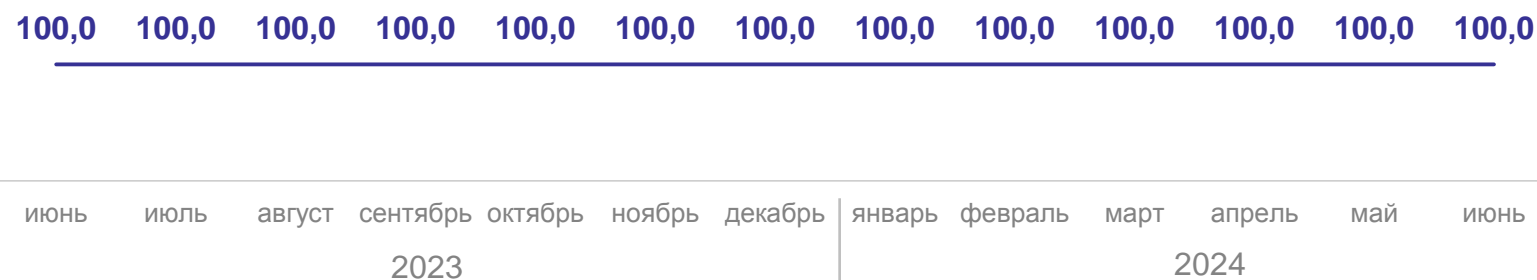 100,0 100,0 100,0 100,0 100,0 100,0 100,0 100,0 100,0 100,0 100,0 100,0 100,0
июнь июль август сентябрь октябрь ноябрь декабрь январь февраль март апрель май июнь
2023 2024